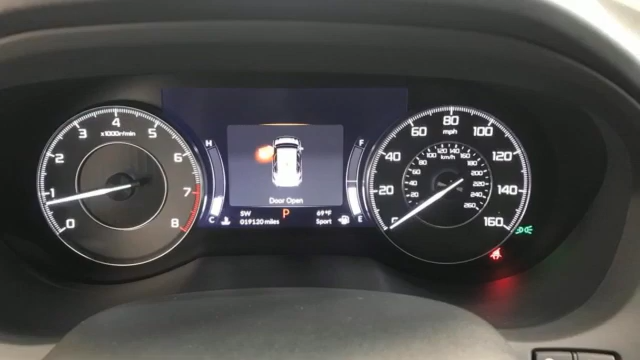 0 1 2 3 4 5 6 7 8
x1000r/min
H
C
Door Open
SW
P
69°F
019120 miles
Sport
F
E
0 20 40 60 80 100 120 140 160
mph
20 40 60 80 100 120 140 160 180 200 220 240 260
km/h